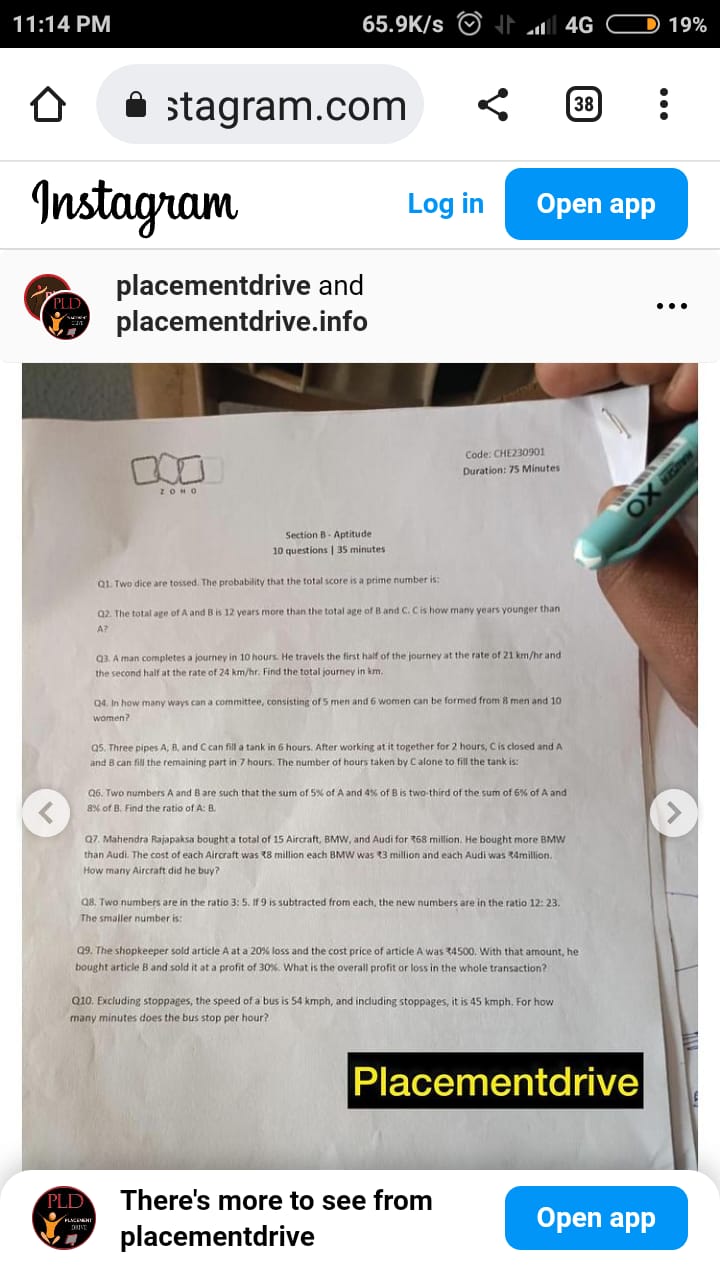 11:14 PM
65.9K/s
4G
19%
stagram.com
38
Instagram
Log in
Open app
placementdrive and
placementdrive.info
PLD
ZOHO
Code: CHE230901
Duration: 75 Minutes
OX
Section B - Aptitude
10 questions | 35 minutes
Q1. Two dice are tossed. The probability that the total score is a prime number is:
Q2. The total age of A and B is 12 years more than the total age of B and C. C is how many years younger than
A?
Q3. A man completes a journey in 10 hours. He travels the first half of the journey at the rate of 21 km/hr and
the second half at the rate of 24 km/hr. Find the total journey in km.
Q4. In how many ways can a committee, consisting of 5 men and 6 women can be formed from 8 men and 10
women?
Q5. Three pipes A, B, and C can fill a tank in 6 hours. After working at it together for 2 hours, C is closed and A
and B can fill the remaining part in 7 hours. The number of hours taken by C alone to fill the tank is:
Q6. Two numbers A and B are such that the sum of 5% of A and 4% of B is two-third of the sum of 6% of A and
8% of B. Find the ratio of A: B.
Q7. Mahendra Rajapaksa bought a total of 15 Aircraft, BMW, and Audi for ₹68 million. He bought more BMW
than Audi. The cost of each Aircraft was ₹8 million each BMW was ₹3 million and each Audi was ₹4million.
How many Aircraft did he buy?
Q8. Two numbers are in the ratio 3: 5. If 9 is subtracted from each, the new numbers are in the ratio 12: 23.
The smaller number is:
Q9. The shopkeeper sold article A at a 20% loss and the cost price of article A was ₹4500. With that amount, he
bought article B and sold it at a profit of 30%. What is the overall profit or loss in the whole transaction?
Q10. Excluding stoppages, the speed of a bus is 54 kmph, and including stoppages, it is 45 kmph. For how
many minutes does the bus stop per hour?
Placementdrive
PLD
PLACEMENT
DRIVE
There's more to see from
placementdrive
Open app